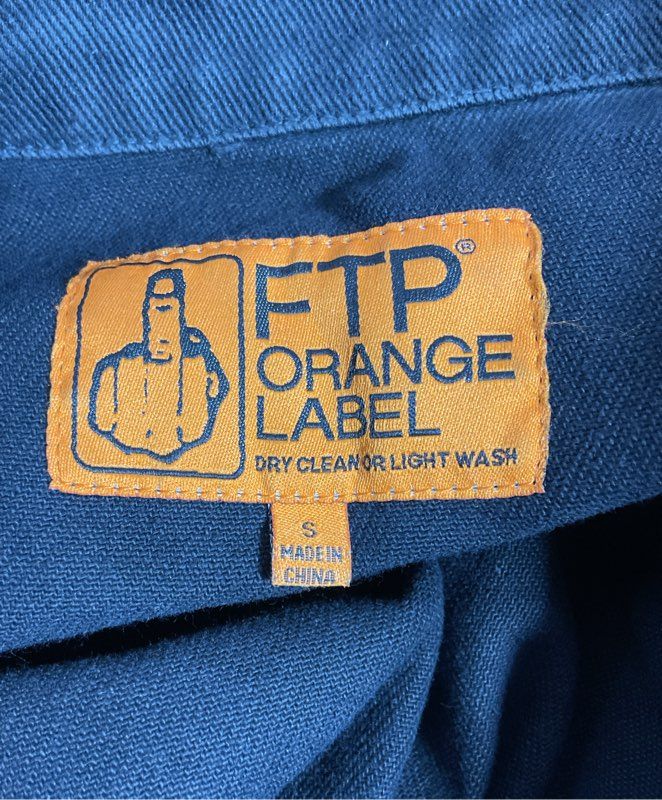 FTP®
ORANGE
LABEL
DRY CLEAN OR LIGHT WASH
S
MADE IN
CHINA